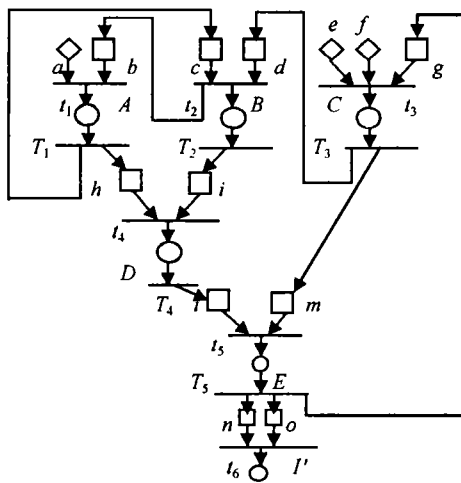 e f
a b c d g
t1 A t2 B C t3
T1 T2 T3
h i
t4
D
T4 l m
t5
T5 E
n o
t6 I'